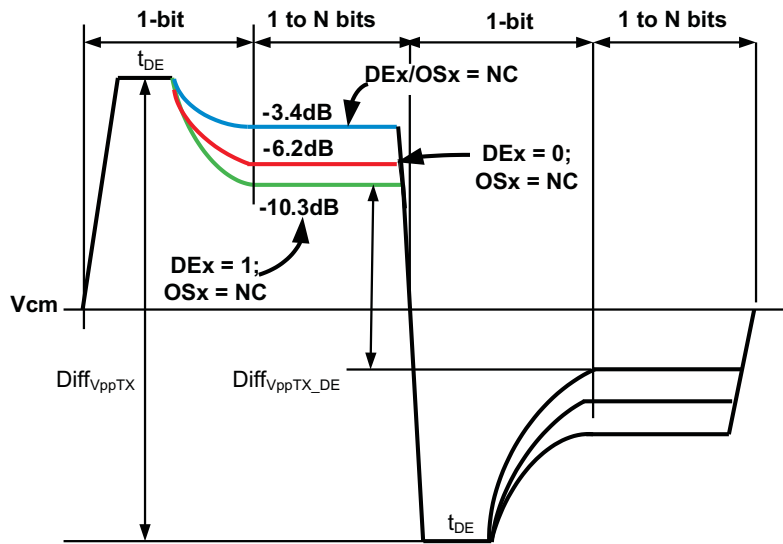 1-bit
1 to N bits
1-bit
1 to N bits
tDE
DEx/OSx = NC
-3.4dB
-6.2dB
DEx = 0;
OSx = NC
-10.3dB
DEx = 1;
OSx = NC
Vcm
DiffVppTX
DiffVppTX_DE
tDE